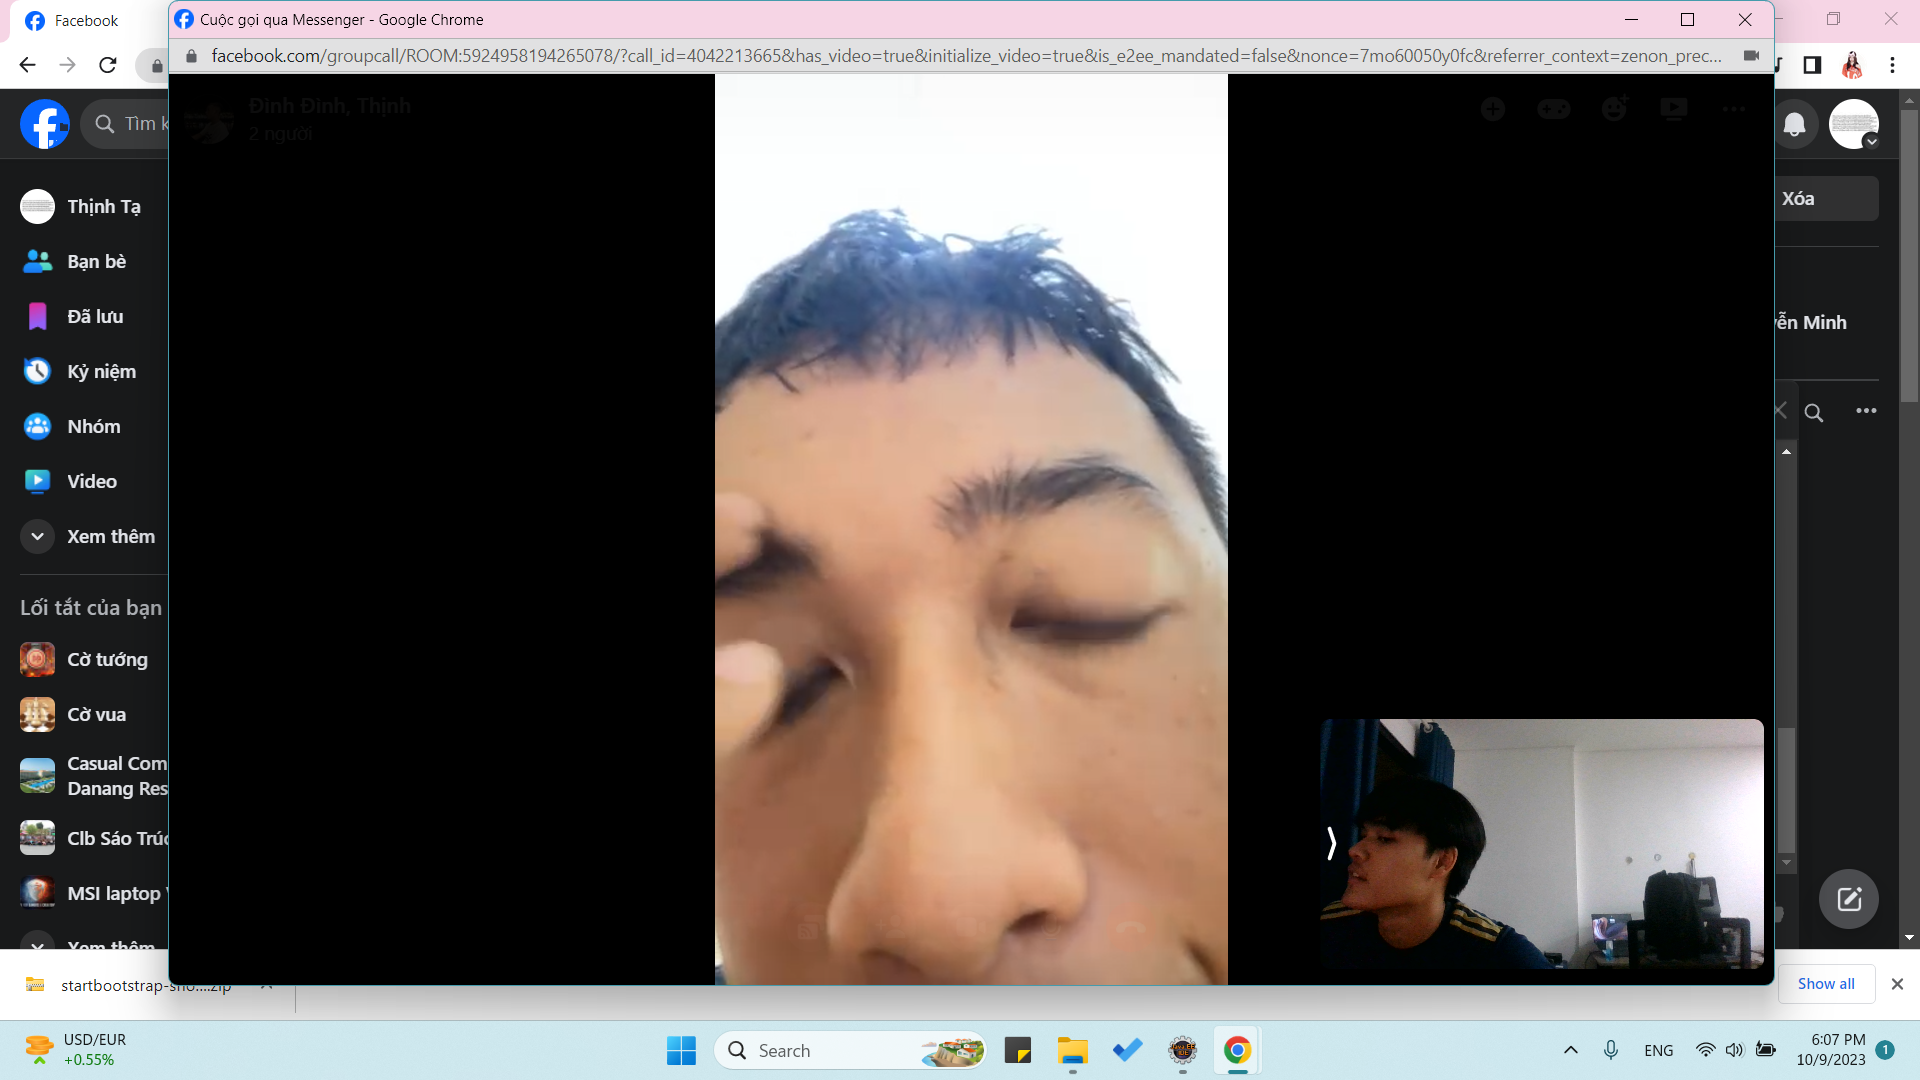 Facebook
Cuộc gọi qua Messenger - Google Chrome
facebook.com/groupcall/ROOM:5924958194265078/?call_id=4042213665&has_video=true&initialize_video=true&is_e2ee_mandated=false&nonce=7mo60050y0fc&referrer_context=zenon_prec...
Đình Đình, Thịnh
2 người
Tìm k
Thịnh Tạ
Bạn bè
Đã lưu
Kỷ niệm
Nhóm
Video
Xem thêm
Lối tắt của bạn
Cờ tướng
Cờ vua
Casual Com
Danang Res
Clb Sáo Trúc
MSI laptop
Xem thêm
Xóa
ễn Minh
startbootstrap-sho....zip
Show all
USD/EUR
+0.55%
Search
ENG
6:07 PM
10/9/2023
1